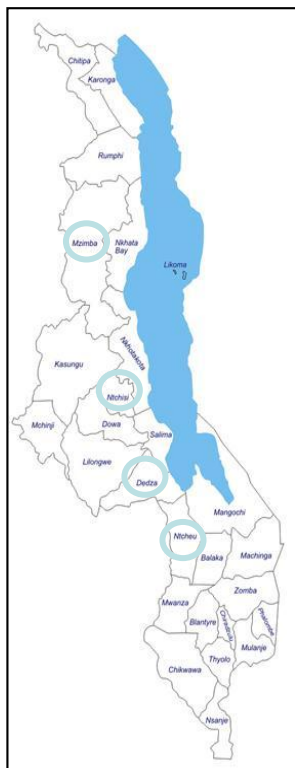 Chitipa
Karonga
Rumphi
Mzimba
Nkhata
Bay
Likoma
Nkhotakota
Kasungu
Ntchisi
Mchinji
Dowa
Salima
Lilongwe
Dedza
Mangochi
Ntcheu
Balaka
Machinga
Zomba
Mwanza
Blantyre
Chiradzulu
Phalombe
Mulanje
Thyolo
Chikwawa
Nsanje